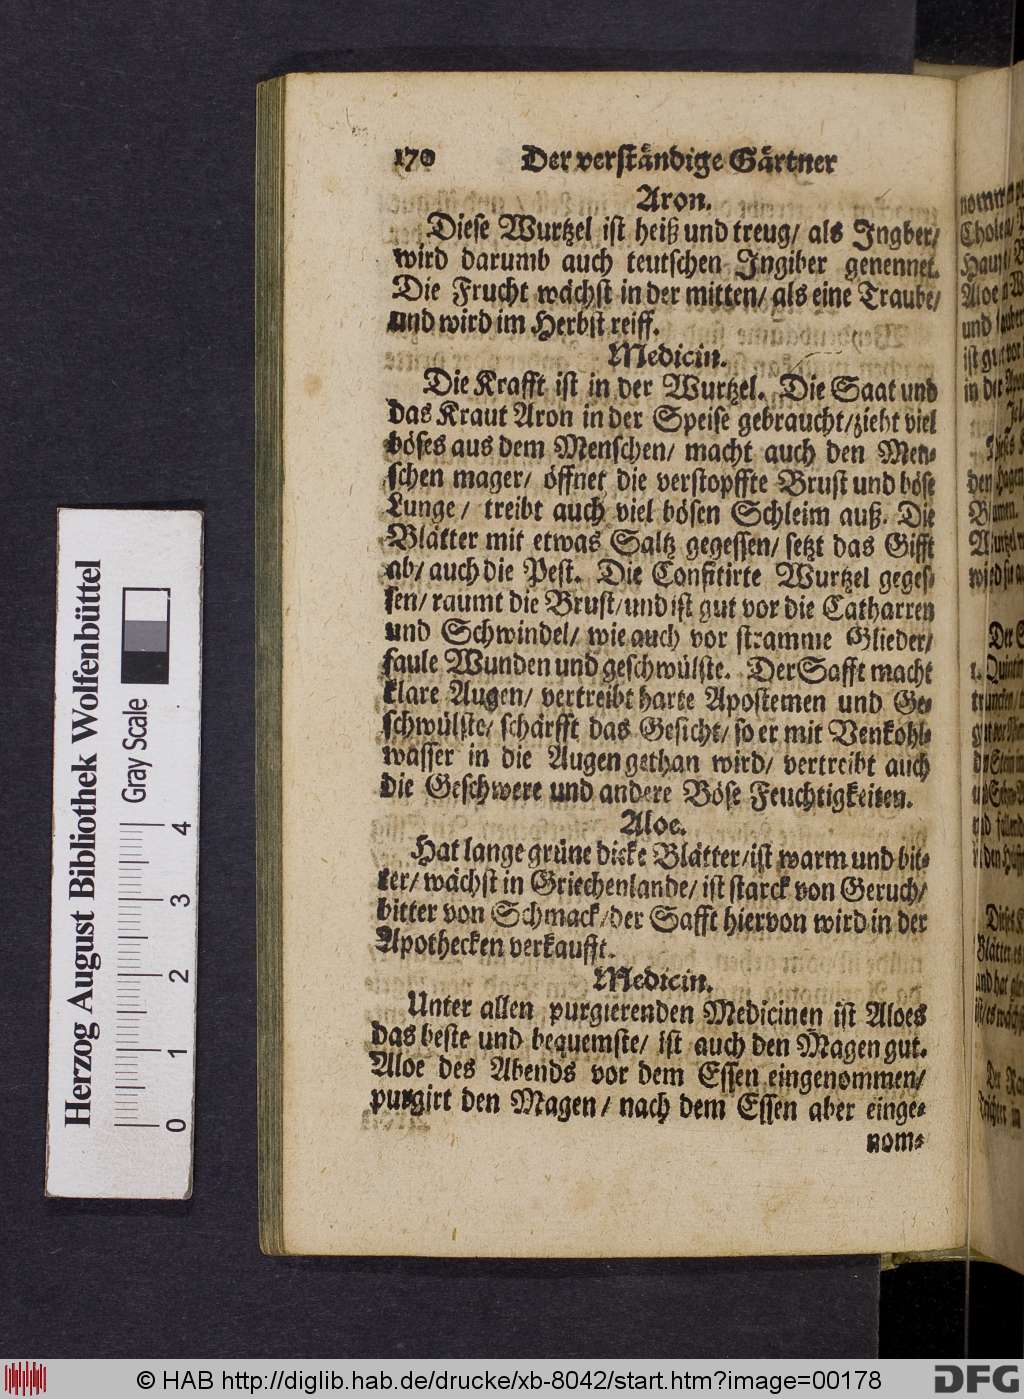 170 Der verständige Gärtner
Aron.
Diese Wurtzel ist heiß und treug/ als Ingber/
wird darumb auch teutschen Ingiber genennet.
Die Frucht wächst in der mitten/ als eine Traube/
und wird im Herbst reiff.
Medicin.
Die Krafft ist in der Wurtzel. Die Saat und
das Kraut Aron in der Speise gebraucht/zieht viel
böses aus dem Menschen/ macht auch den Men-
schen mager/ öffnet die verstopffte Brust und böse
Lunge/ treibt auch viel bösen Schleim auß. Die
Blätter mit etwas Saltz gegessen/ setzt das Gifft
ab/ auch die Pest. Die Confitirte Wurtzel geges-
sen/ raumt die Brust/und ist gut vor die Catharren
und Schwindel/ wie auch vor stramme Glieder/
faule Wunden und geschwülste. Der Safft macht
klare Augen/ vertreibt harte Apostemen und Ge-
schwülste/ schärfft das Gesicht/ so er mit Venkohl-
wasser in die Augen gethan wird/ vertreibt auch
die Geschwere und andere Böse Feuchtigkeiten.
Aloe.
Hat lange grüne dicke Blätter/ist warm und bit-
ter/ wächst in Griechenlande/ ist starck von Geruch/
bitter von Schmack/der Safft hiervon wird in der
Apothecken verkaufft.
Medicin.
Unter allen purgierenden Medicinen ist Aloes
das beste und bequemste/ ist auch den Magen gut.
Aloe des Abends vor dem Essen eingenommen/
purgirt den Magen/ nach dem Essen aber einge-
nom-
Herzog August Bibliothek Wolfenbüttel
Gray Scale
0 1 2 3 4
© HAB http://diglib.hab.de/drucke/xb-8042/start.htm?image=00178
DFG